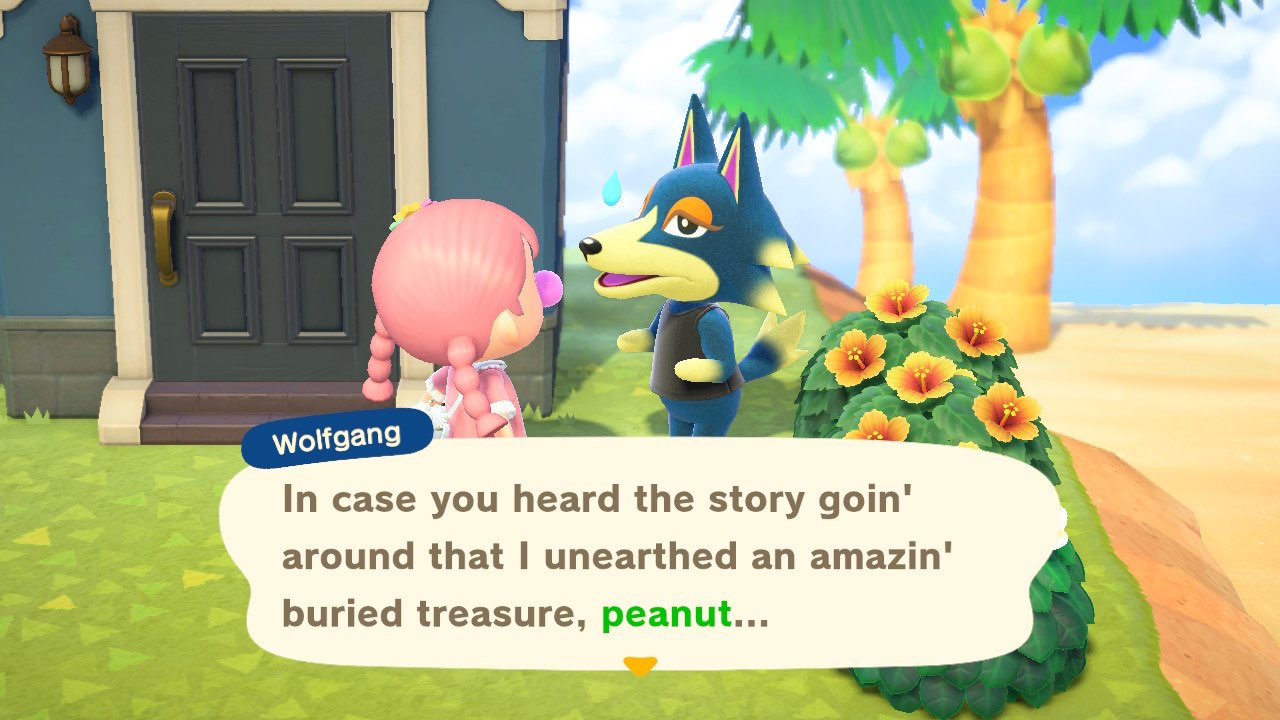 Wolfgang
In case you heard the story goin'
around that I unearthed an amazin'
buried treasure, peanut...